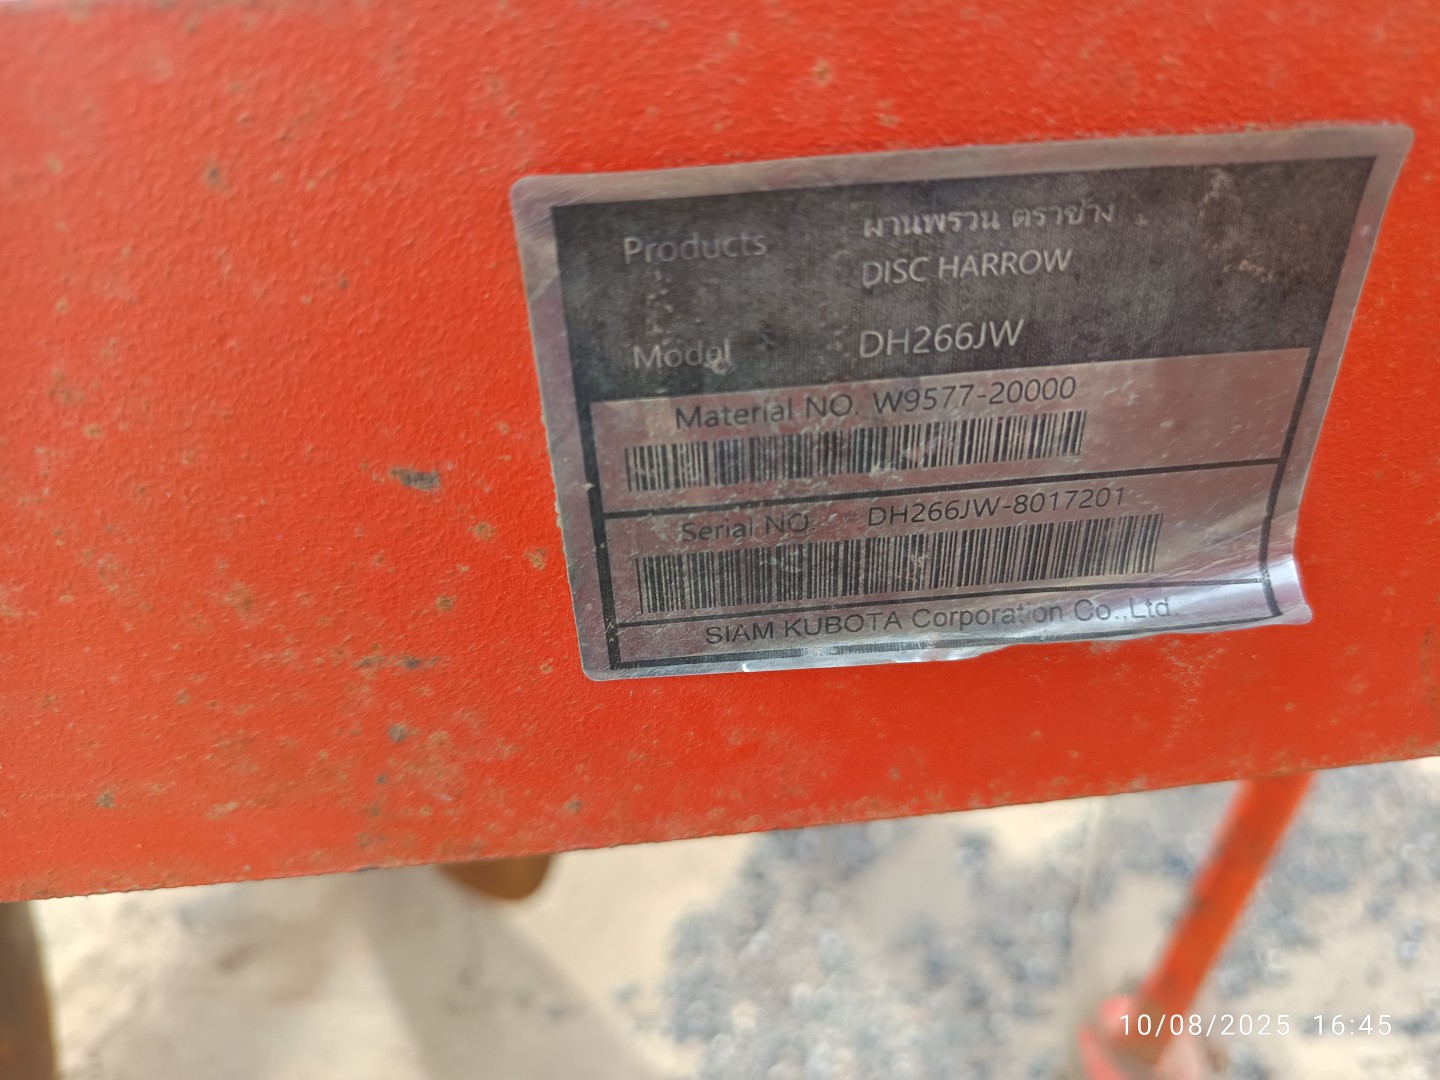 Products ผานพรวน ตราช้าง
DISC HARROW
Model DH266JW
Material NO. W9577-20000
Serial NO. DH266JW-8017201
SIAM KUBOTA Corporation Co.,Ltd.
10/08/2025 16:45